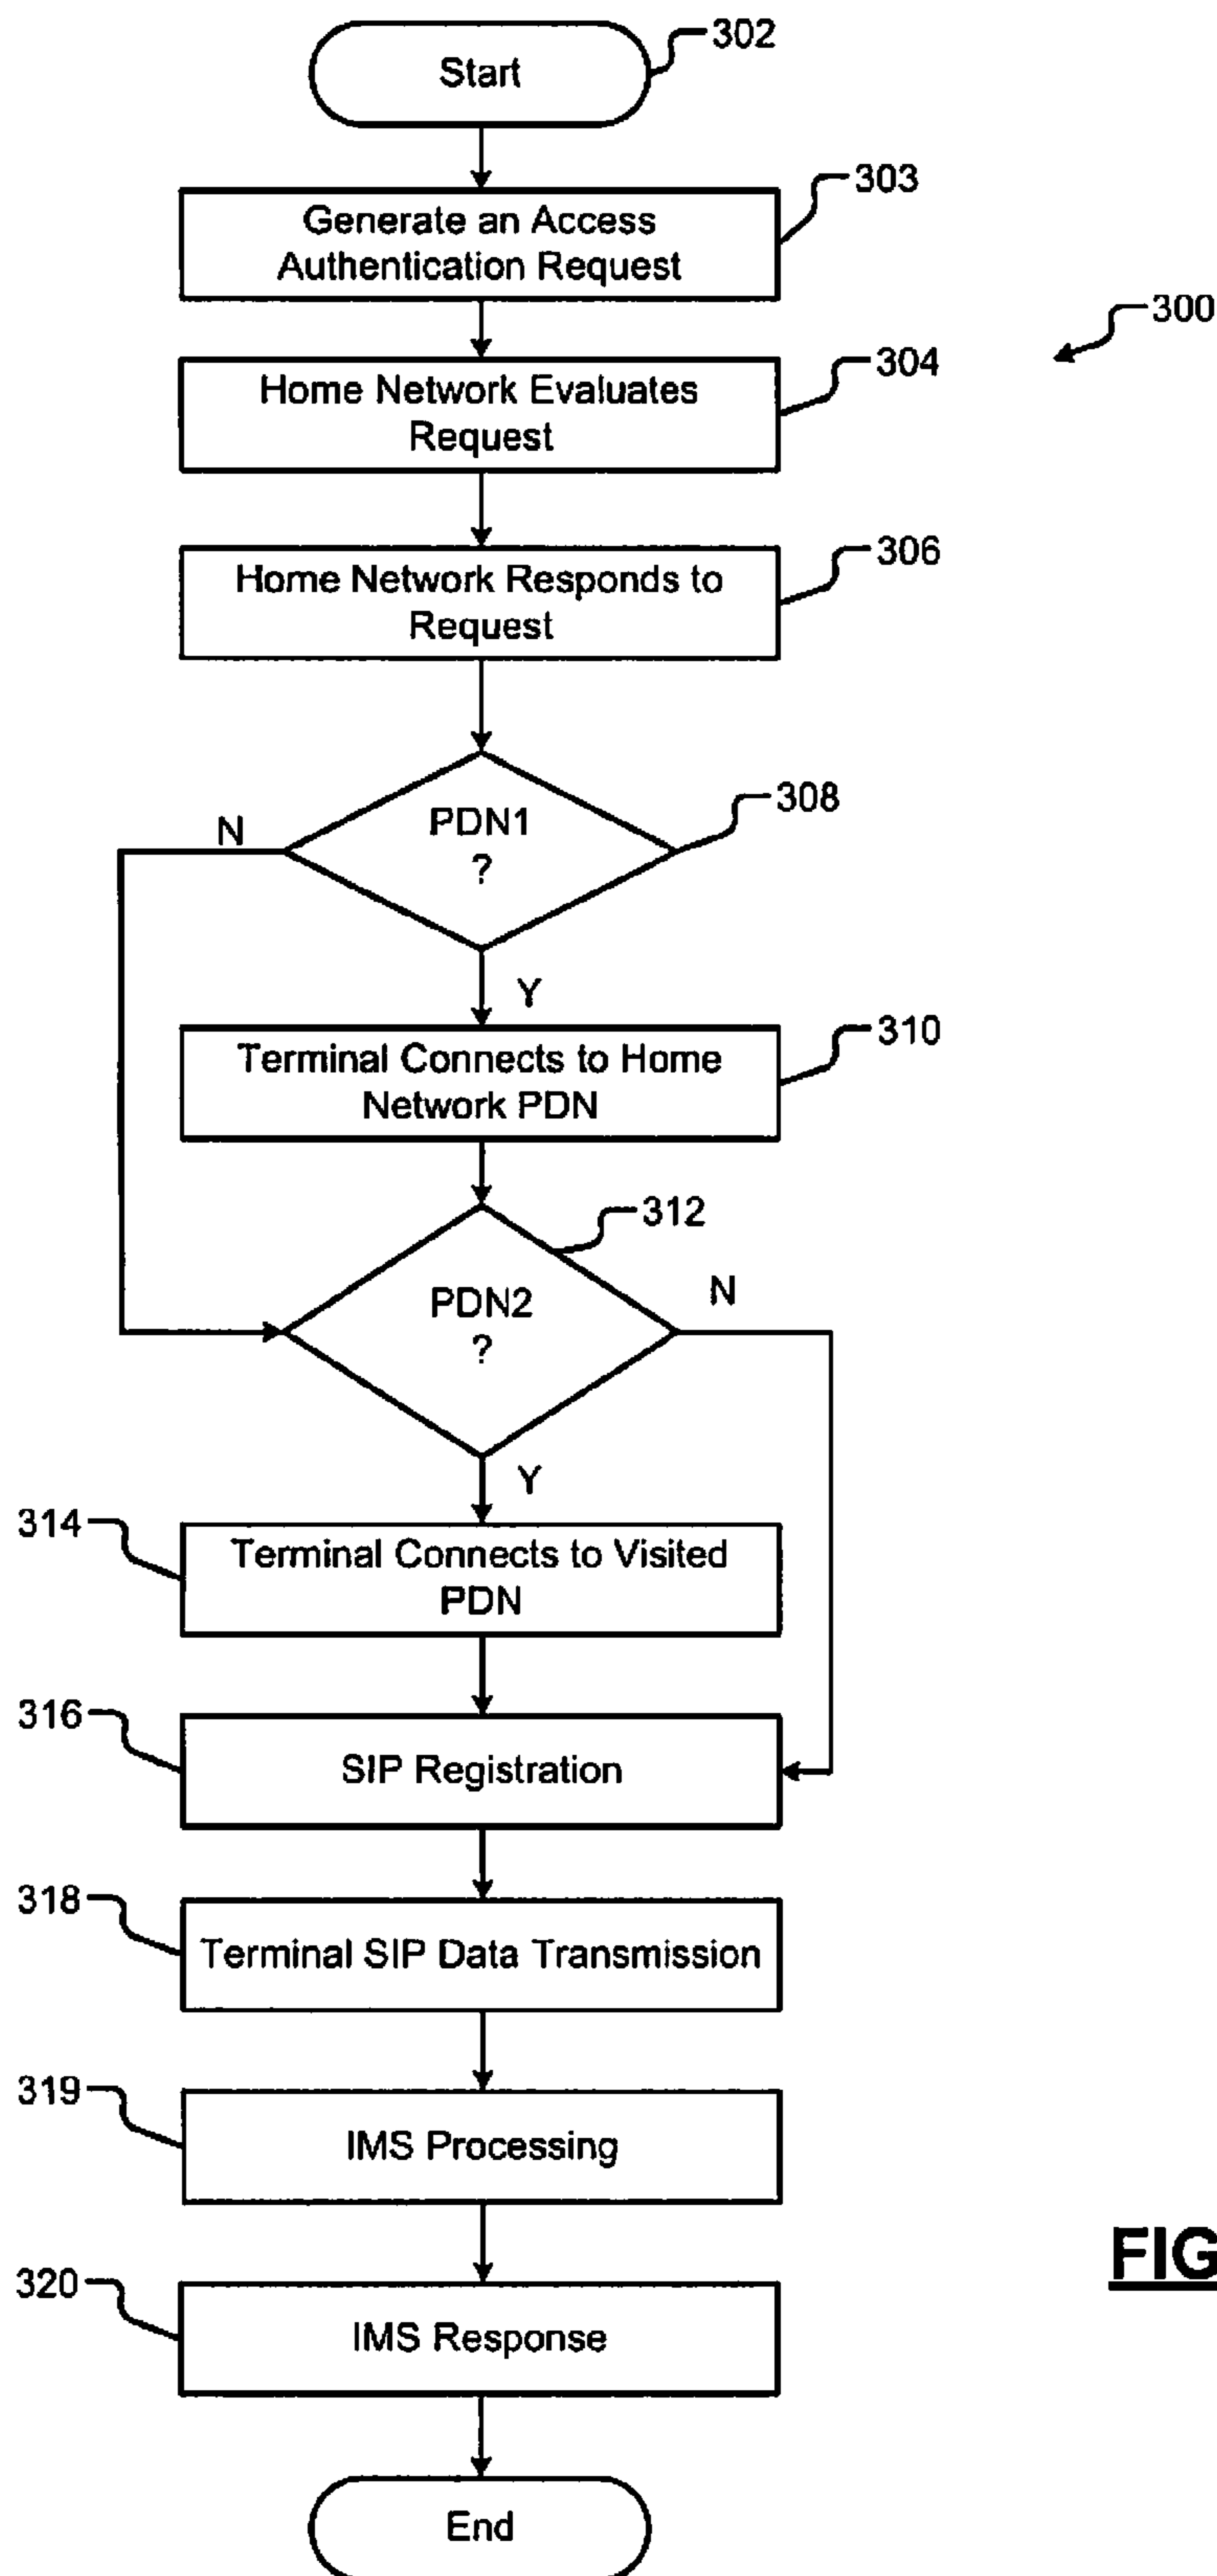 Start
302
Generate an Access
Authentication Request
303
300
Home Network Evaluates
Request
304
Home Network Responds to
Request
306
PDN1
?
308
N
Y
Terminal Connects to Home
Network PDN
310
312
PDN2
?
N
Y
314
Terminal Connects to Visited
PDN
316
SIP Registration
318
Terminal SIP Data Transmission
319
IMS Processing
FIG
320
IMS Response
End